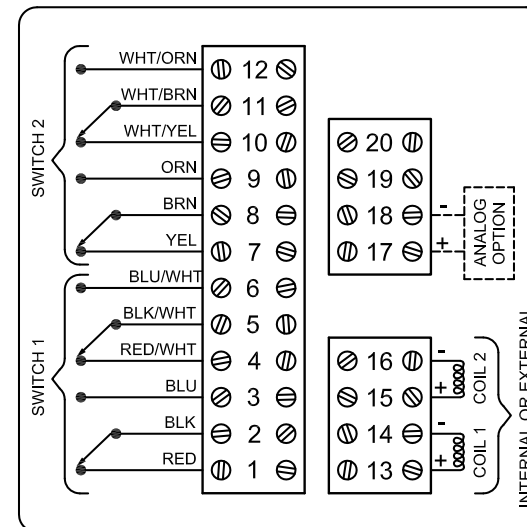 SWITCH 2
WHT/ORN 12
WHT/BRN 11
WHT/YEL 10
ORN 9
BRN 8
YEL 7
SWITCH 1
BLU/WHT 6
BLK/WHT 5
RED/WHT 4
BLU 3
BLK 2
RED 1
20
19
18 -
17 +
ANALOG
OPTION
16 -
15 +
COIL 2
14 -
13 +
COIL 1
INTERNAL OR EXTERNAL